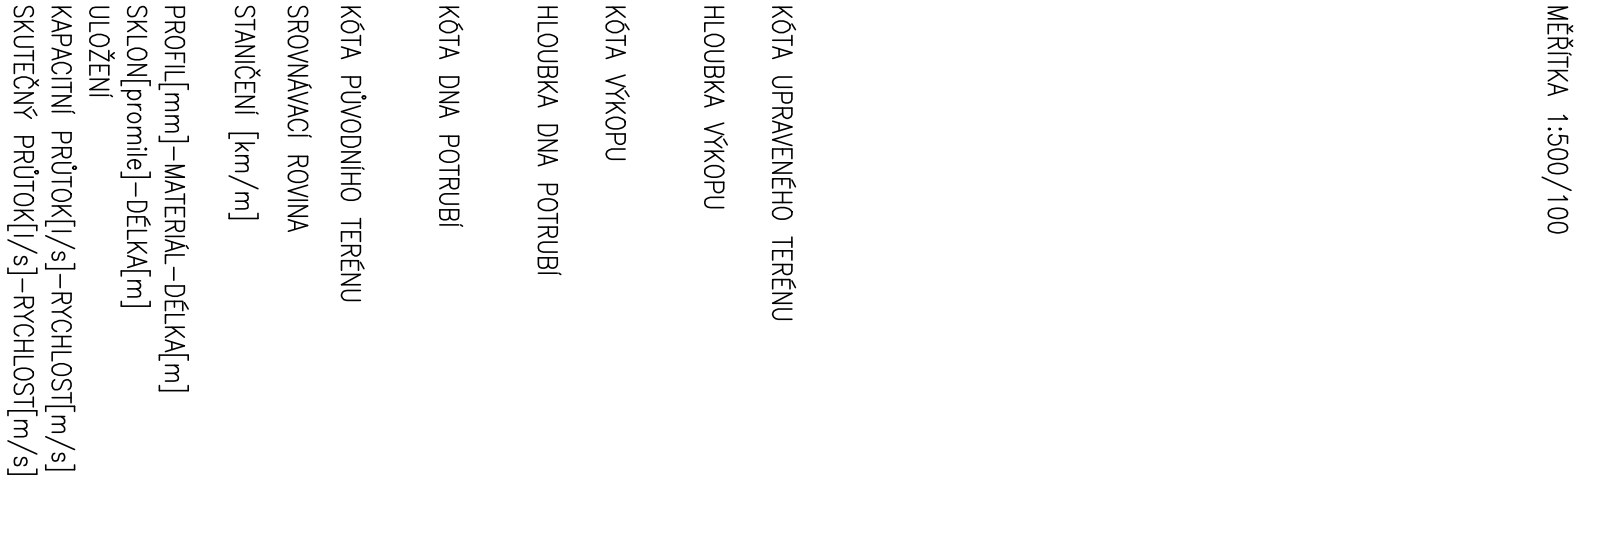 MĚŘÍTKA 1:500/100
KÓTA UPRAVENÉHO TERÉNU
HLOUBKA VÝKOPU
KÓTA VÝKOPU
HLOUBKA DNA POTRUBÍ
KÓTA DNA POTRUBÍ
KÓTA PŮVODNÍHO TERÉNU
SROVNÁVACÍ ROVINA
STANIČENÍ [km/m]
PROFIL[mm]-MATERIÁL-DÉLKA[m]
SKLON[promile]-DÉLKA[m]
ULOŽENÍ
KAPACITNÍ PRŮTOK[l/s]-RYCHLOST[m/s]
SKUTEČNÝ PRŮTOK[l/s]-RYCHLOST[m/s]